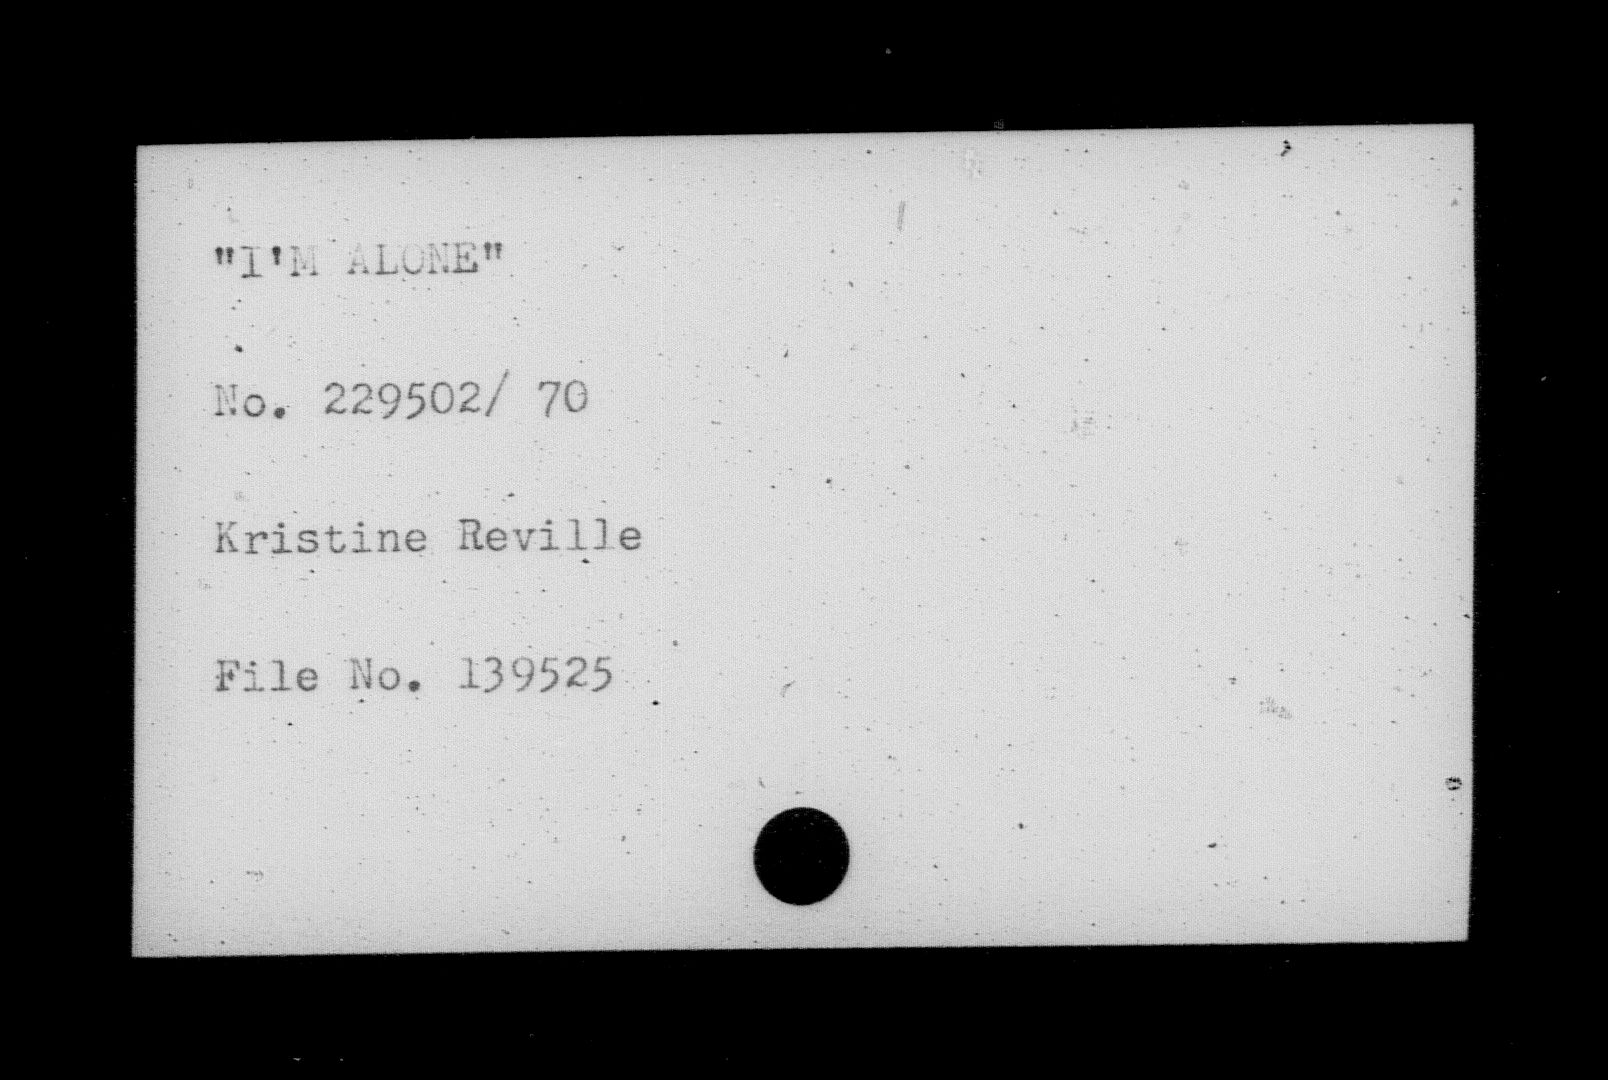 "I'M ALONE"
No. 229502/ 70
Kristine Reville
File No. 139525